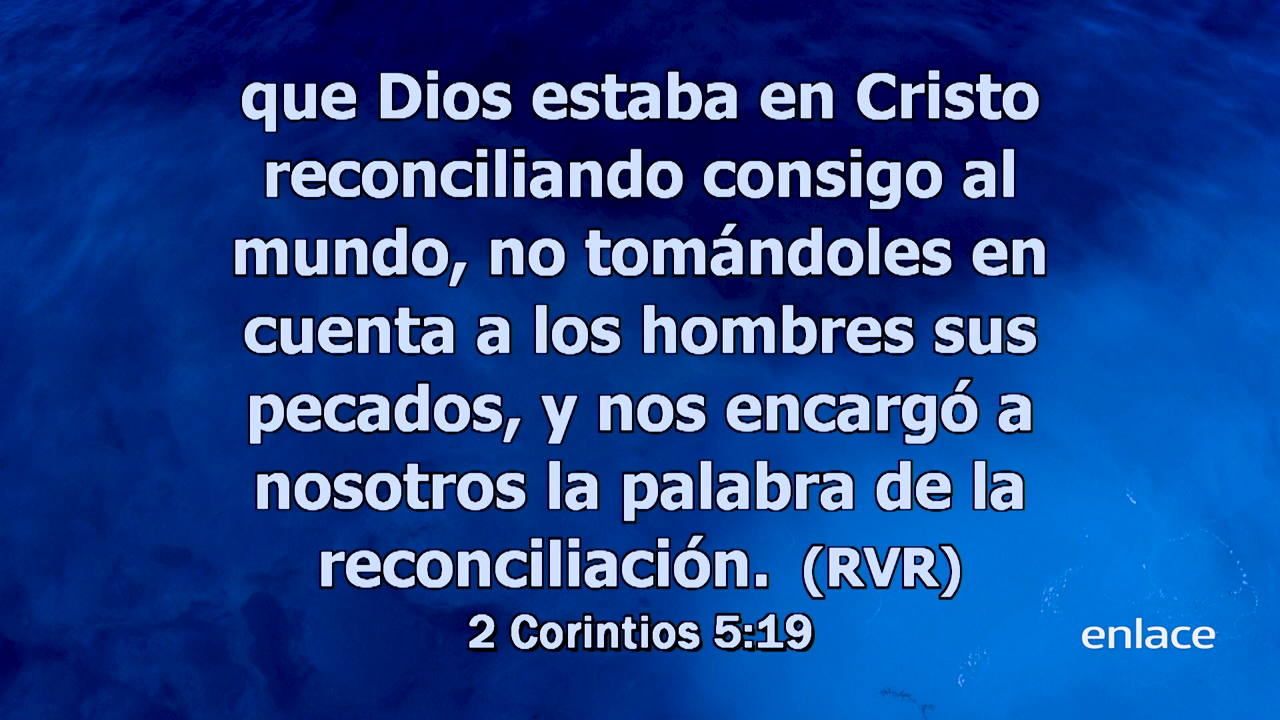 que Dios estaba en Cristo
reconciliando consigo al
mundo, no tomándoles en
cuenta a los hombres sus
pecados, y nos encargó a
nosotros la palabra de la
reconciliación. (RVR)
2 Corintios 5:19
enlace